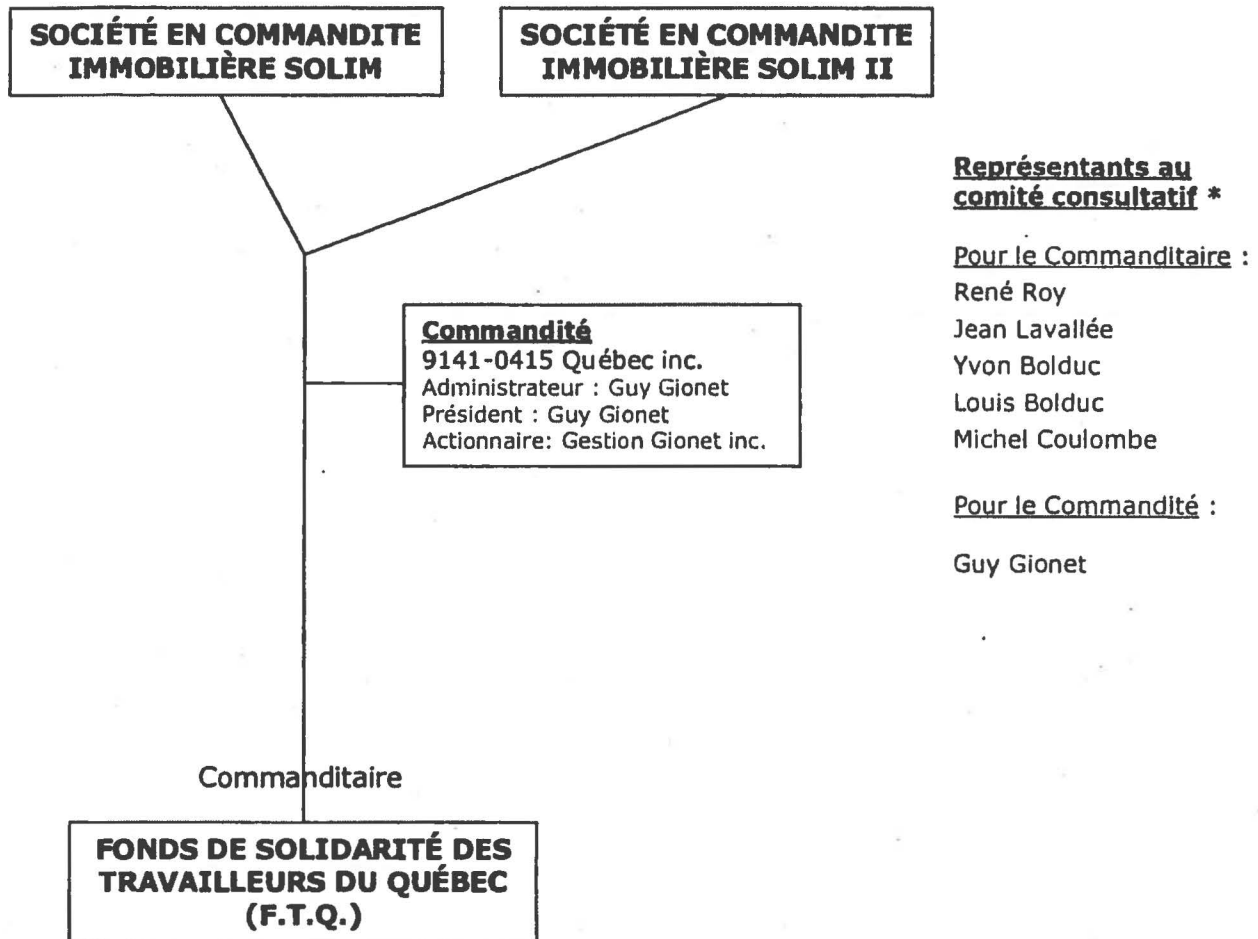 SOCIÉTÉ EN COMMANDITE
IMMOBILIÈRE SOLIM
SOCIÉTÉ EN COMMANDITE
IMMOBILIÈRE SOLIM II
Représentants au
comité consultatif *
Pour le Commanditaire :
René Roy
Jean Lavallée
Yvon Bolduc
Louis Bolduc
Michel Coulombe
Pour le Commandité :
Guy Gionet
Commandité
9141-0415 Québec inc.
Administrateur : Guy Gionet
Président : Guy Gionet
Actionnaire: Gestion Gionet inc.
Commanditaire
FONDS DE SOLIDARITÉ DES
TRAVAILLEURS DU QUÉBEC
(F.T.Q.)